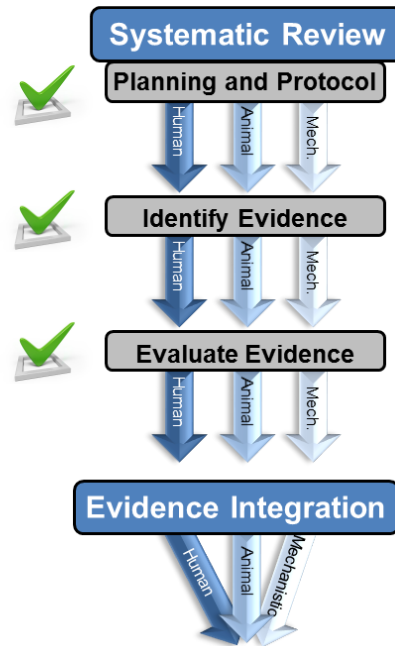 Systematic Review
Planning and Protocol
Human
Animal
Mech.
Identify Evidence
Human
Animal
Mech.
Evaluate Evidence
Human
Animal
Mech.
Evidence Integration
Human
Animal
Mechanistic